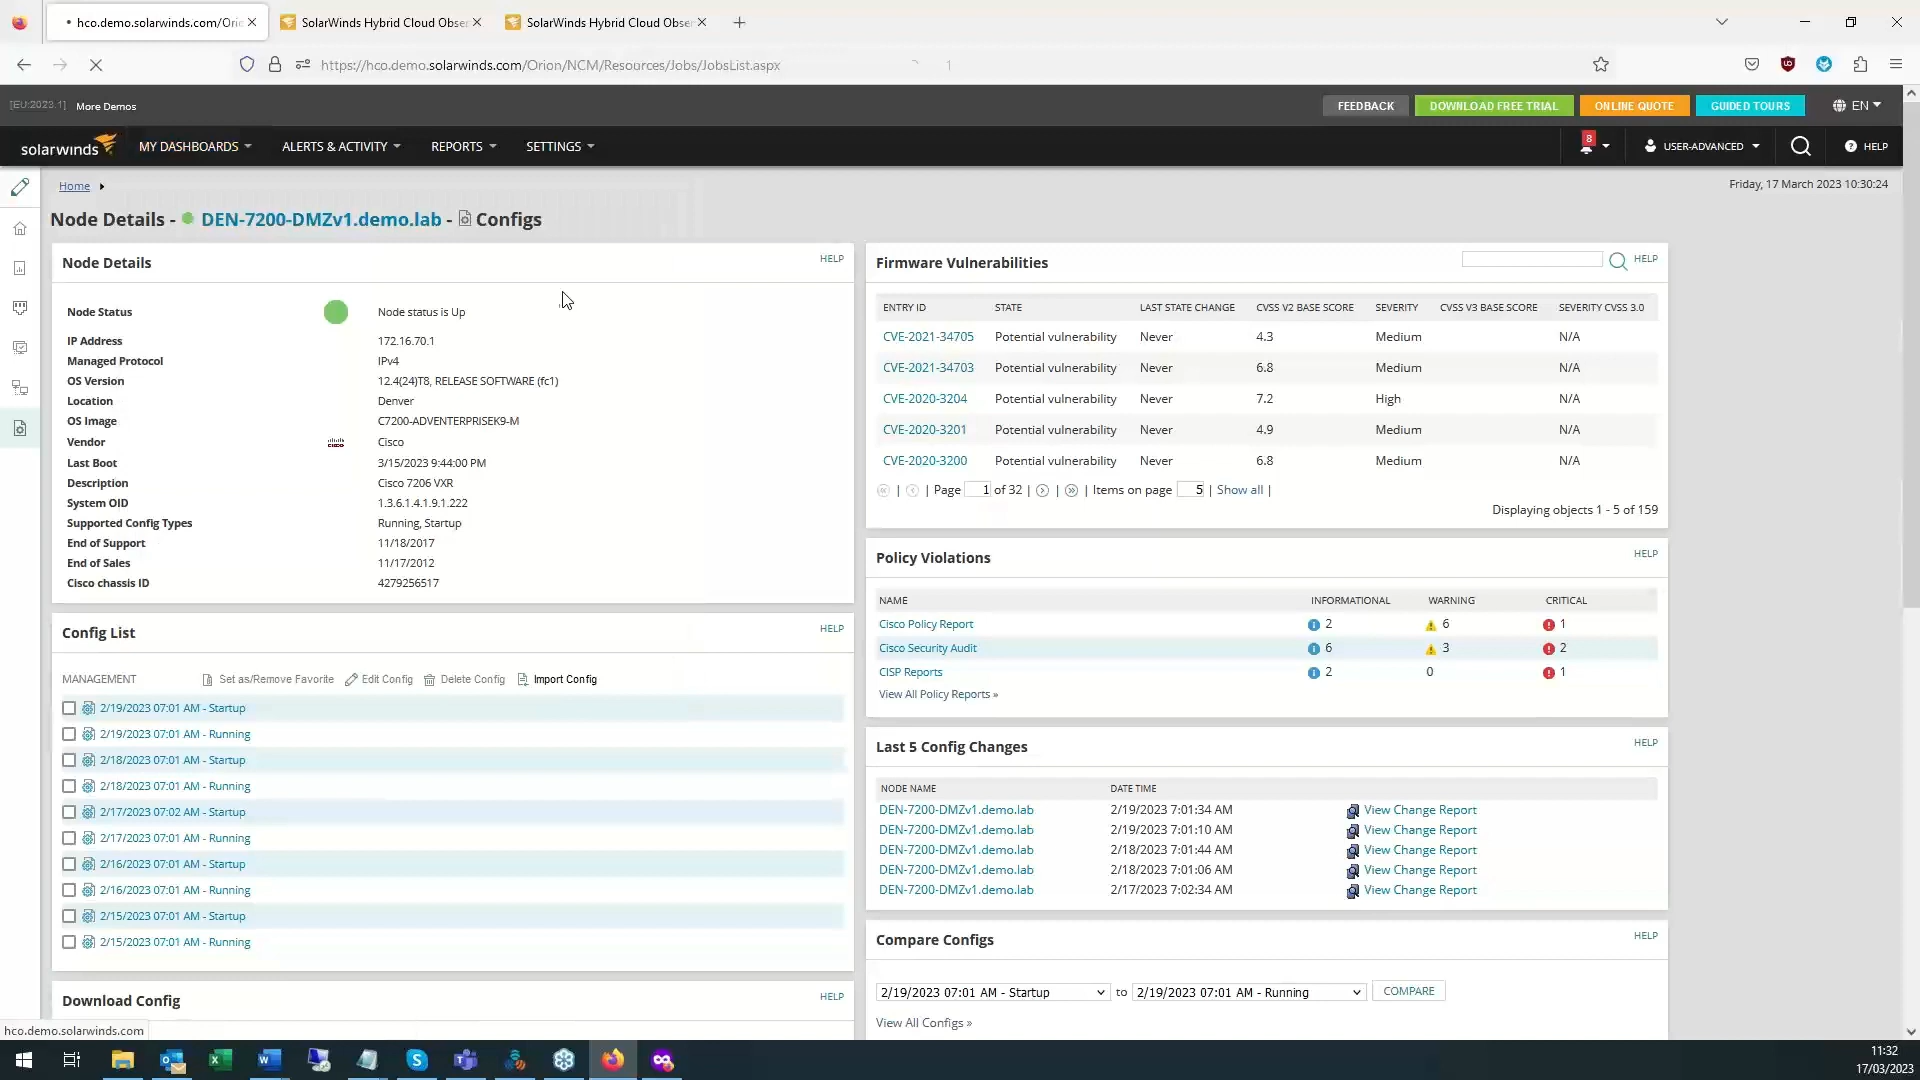 hco.demo.solarwinds.com/Ori
SolarWinds Hybrid Cloud Obser
SolarWinds Hybrid Cloud Obser
https://hco.demo.solarwinds.com/Orion/NCM/Resources/Jobs/JobsList.aspx
1
[EU:2023.1] More Demos
FEEDBACK DOWNLOAD FREE TRIAL ONLINE QUOTE GUIDED TOURS EN
solarwinds MY DASHBOARDS ALERTS & ACTIVITY REPORTS SETTINGS 8 USER-ADVANCED HELP
Home
Friday, 17 March 2023 10:30:24
Node Details - DEN-7200-DMZv1.demo.lab - Configs
Node Details HELP
Node Status Node status is Up
IP Address 172.16.70.1
Managed Protocol IPv4
OS Version 12.4(24)T8, RELEASE SOFTWARE (fc1)
Location Denver
OS Image C7200-ADVENTERPRISEK9-M
Vendor Cisco
Last Boot 3/15/2023 9:44:00 PM
Description Cisco 7206 VXR
System OID 1.3.6.1.4.1.9.1.222
Supported Config Types Running, Startup
End of Support 11/18/2017
End of Sales 11/17/2012
Cisco chassis ID 4279256517
Config List HELP
MANAGEMENT Set as/Remove Favorite Edit Config Delete Config Import Config
2/19/2023 07:01 AM - Startup
2/19/2023 07:01 AM - Running
2/18/2023 07:01 AM - Startup
2/18/2023 07:01 AM - Running
2/17/2023 07:02 AM - Startup
2/17/2023 07:01 AM - Running
2/16/2023 07:01 AM - Startup
2/16/2023 07:01 AM - Running
2/15/2023 07:01 AM - Startup
2/15/2023 07:01 AM - Running
Download Config HELP
Firmware Vulnerabilities HELP
ENTRY ID STATE LAST STATE CHANGE CVSS V2 BASE SCORE SEVERITY CVSS V3 BASE SCORE SEVERITY CVSS 3.0
CVE-2021-34705 Potential vulnerability Never 4.3 Medium N/A
CVE-2021-34703 Potential vulnerability Never 6.8 Medium N/A
CVE-2020-3204 Potential vulnerability Never 7.2 High N/A
CVE-2020-3201 Potential vulnerability Never 4.9 Medium N/A
CVE-2020-3200 Potential vulnerability Never 6.8 Medium N/A
| | Page 1 of 32 | | Items on page 5 | Show all |
Displaying objects 1 - 5 of 159
Policy Violations HELP
NAME INFORMATIONAL WARNING CRITICAL
Cisco Policy Report 2 6 1
Cisco Security Audit 6 3 2
CISP Reports 2 0 1
View All Policy Reports »
Last 5 Config Changes HELP
NODE NAME DATE TIME
DEN-7200-DMZv1.demo.lab 2/19/2023 7:01:34 AM View Change Report
DEN-7200-DMZv1.demo.lab 2/19/2023 7:01:10 AM View Change Report
DEN-7200-DMZv1.demo.lab 2/18/2023 7:01:44 AM View Change Report
DEN-7200-DMZv1.demo.lab 2/18/2023 7:01:06 AM View Change Report
DEN-7200-DMZv1.demo.lab 2/17/2023 7:02:34 AM View Change Report
Compare Configs HELP
2/19/2023 07:01 AM - Startup to 2/19/2023 07:01 AM - Running COMPARE
View All Configs »
hco.demo.solarwinds.com
11:32
17/03/2023